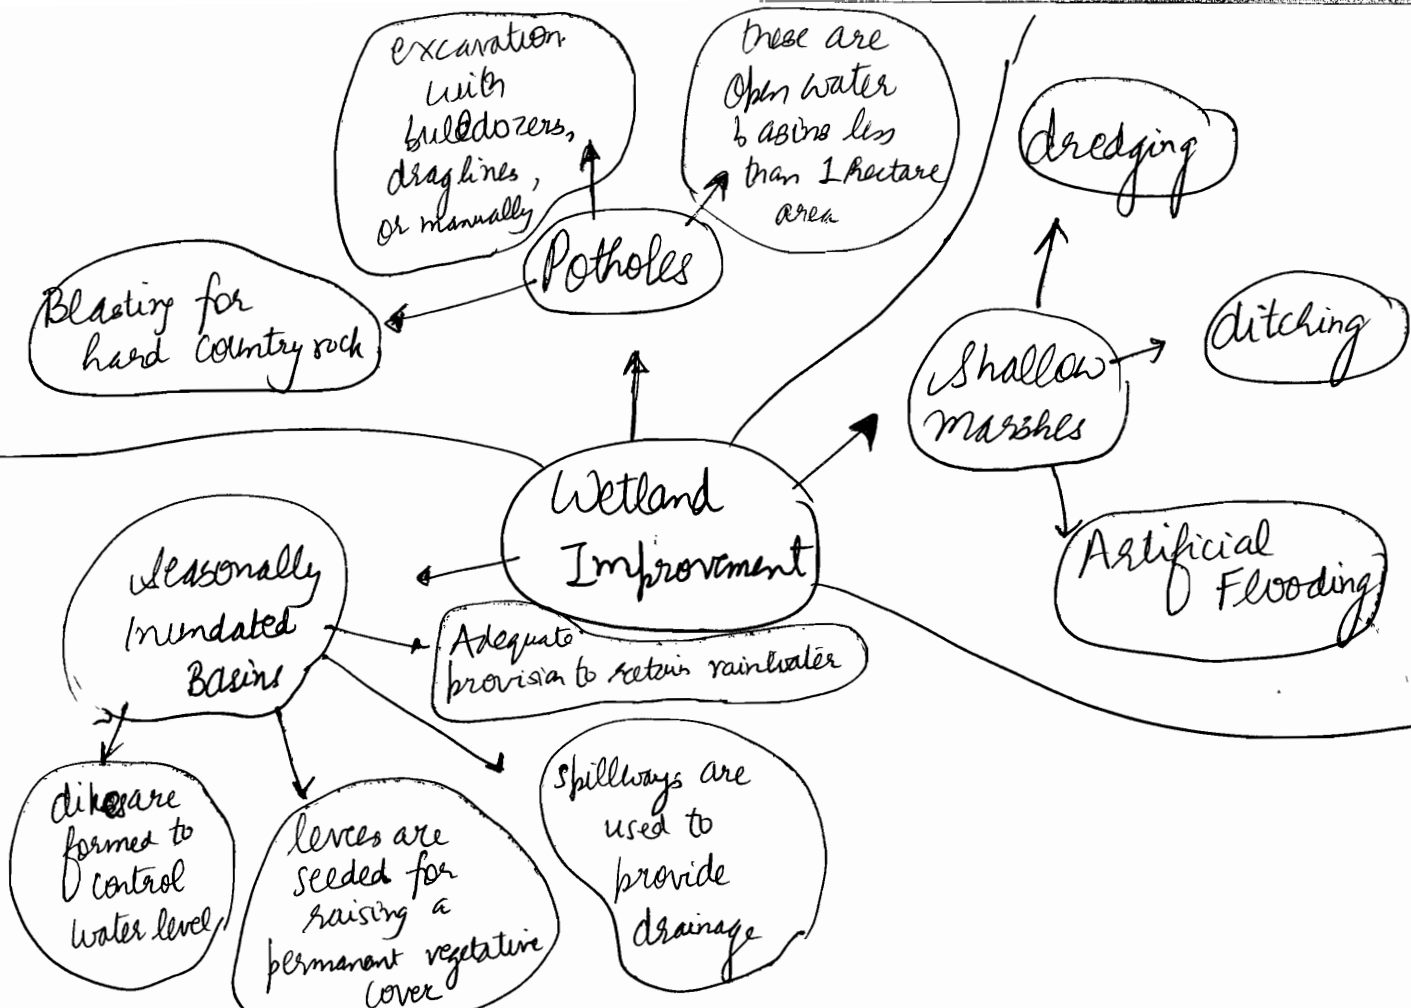 excavation
with
bulldozers,
draglines,
or manually
these are
open water
basins less
than 1 hectare
area
Potholes
Blasting for
hard country rock
dredging
ditching
Shallow
Marshes
Artificial
Flooding
Wetland
Improvement
Seasonally
Inundated
Basins
Adequate
provision to retain rainwater
dikes are
formed to
control
water level
levees are
seeded for
raising a
permanant vegetative
cover
spillways are
used to
provide
drainage